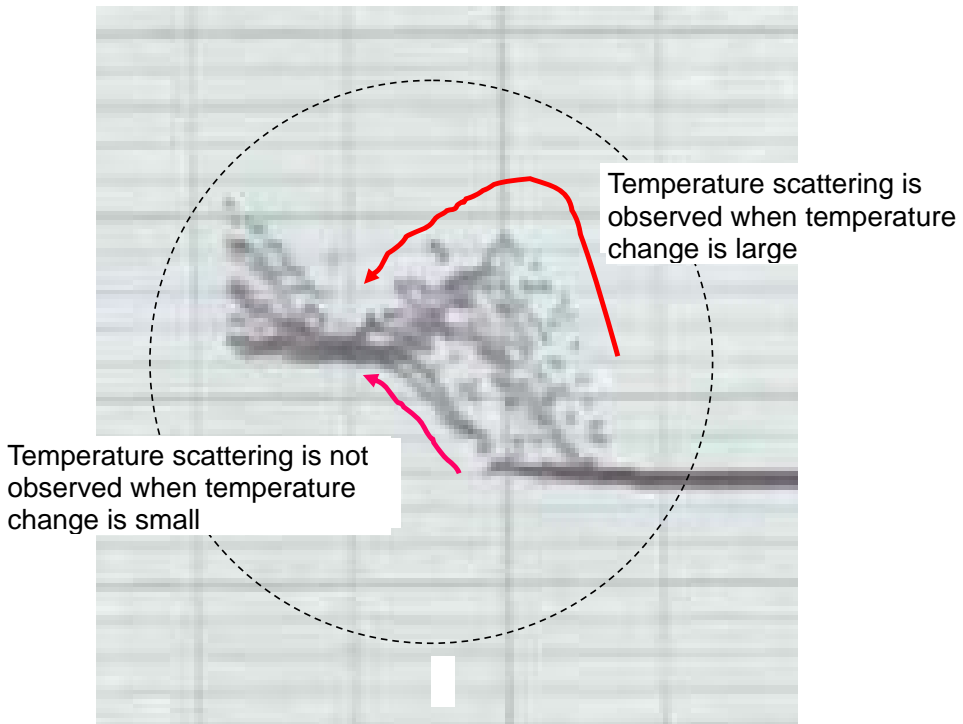 Temperature scattering is
observed when temperature
change is large
Temperature scattering is not
observed when temperature
change is small